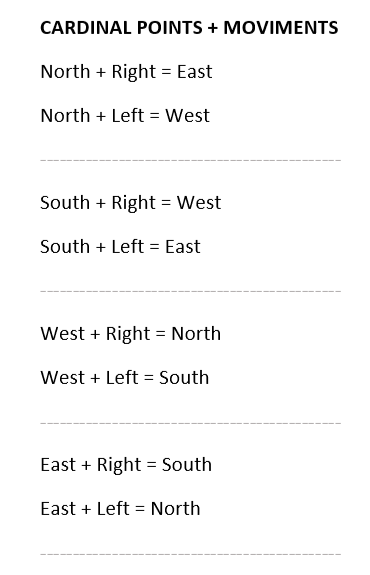 CARDINAL POINTS + MOVIMENTS
North + Right = East
North + Left = West
South + Right = West
South + Left = East
West + Right = North
West + Left = South
East + Right = South
East + Left = North